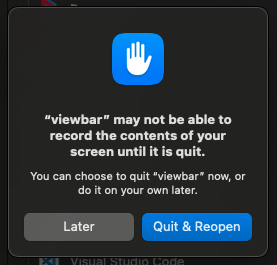 “viewbar” may not be able to
record the contents of your
screen until it is quit.
You can choose to quit “viewbar” now, or
do it on your own later.
Later
Quit & Reopen
Visual Studio Code